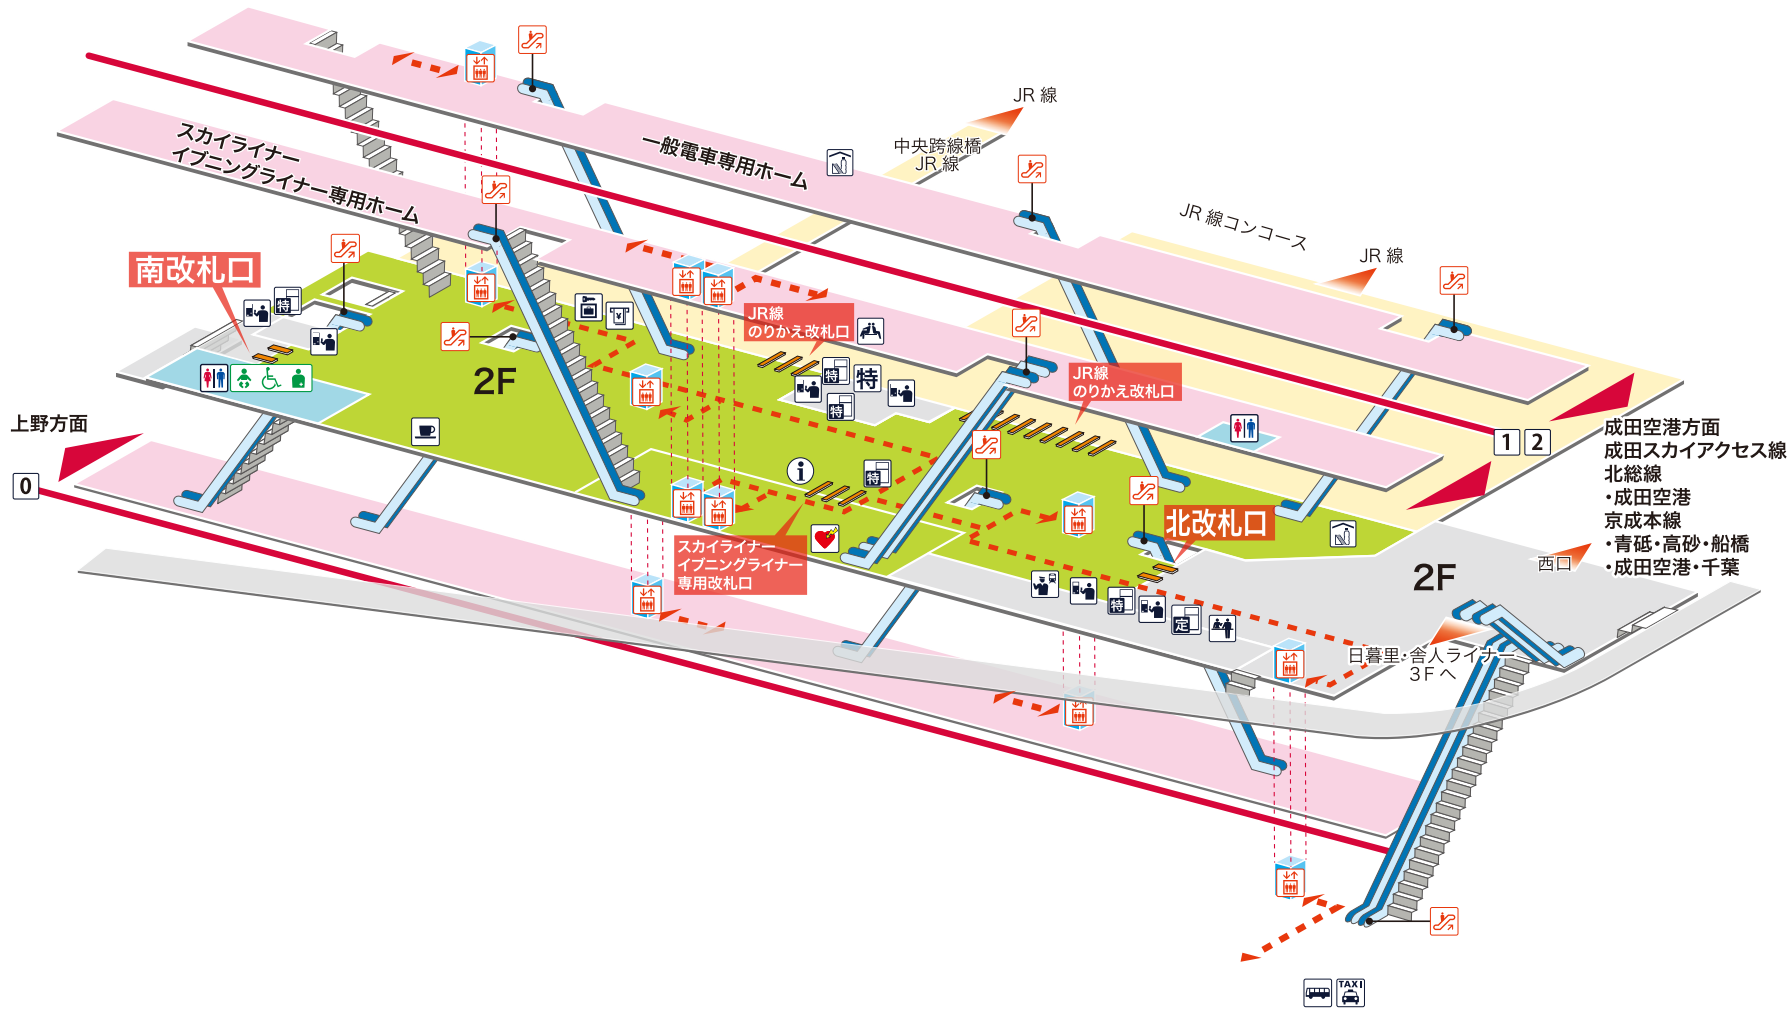 JR 線
中央跨線橋
JR 線
一般電車専用ホーム
スカイライナー
イブニングライナー専用ホーム
JR 線コンコース
JR 線
南改札口
特
JR線
のりかえ改札口
特
特
特
JR線
のりかえ改札口
2F
上野方面
0
1 2
成田空港方面
成田スカイアクセス線
北総線
・成田空港
京成本線
・青砥・高砂・船橋
・成田空港・千葉
i
特
スカイライナー
イブニングライナー
専用改札口
北改札口
西口
2F
特
定
日暮里・舎人ライナー
3Fへ
TAXI